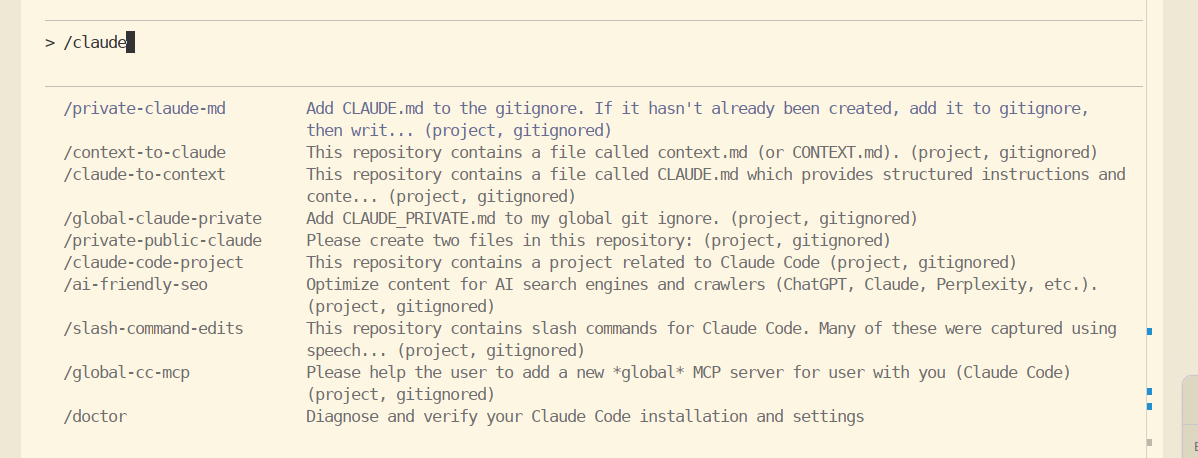 > /claude
/private-claude-md Add CLAUDE.md to the gitignore. If it hasn't already been created, add it to gitignore,
then writ... (project, gitignored)
/context-to-claude This repository contains a file called context.md (or CONTEXT.md). (project, gitignored)
/claude-to-context This repository contains a file called CLAUDE.md which provides structured instructions and
conte... (project, gitignored)
/global-claude-private Add CLAUDE_PRIVATE.md to my global git ignore. (project, gitignored)
/private-public-claude Please create two files in this repository: (project, gitignored)
/claude-code-project This repository contains a project related to Claude Code (project, gitignored)
/ai-friendly-seo Optimize content for AI search engines and crawlers (ChatGPT, Claude, Perplexity, etc.).
(project, gitignored)
/slash-command-edits This repository contains slash commands for Claude Code. Many of these were captured using
speech... (project, gitignored)
/global-cc-mcp Please help the user to add a new *global* MCP server for user with you (Claude Code)
(project, gitignored)
/doctor Diagnose and verify your Claude Code installation and settings